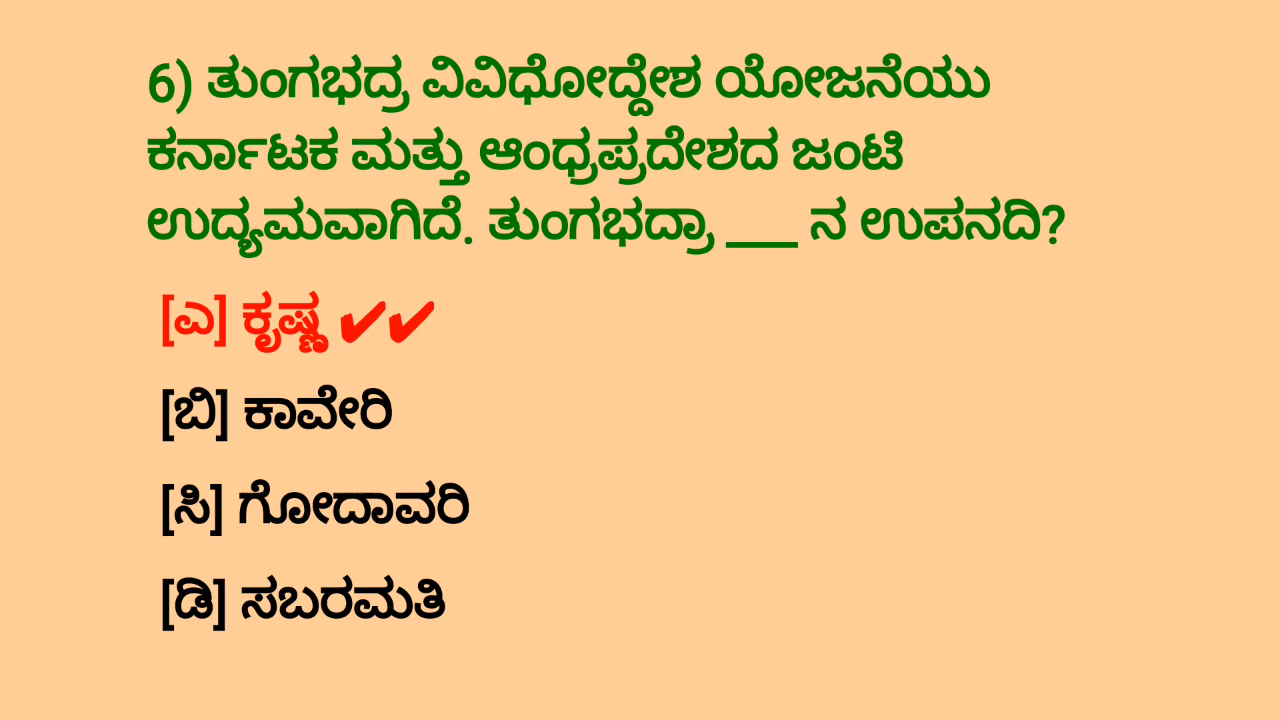 6) ತುಂಗಭದ್ರ ವಿವಿಧೋದ್ದೇಶ ಯೋಜನೆಯು
ಕರ್ನಾಟಕ ಮತ್ತು ಆಂಧ್ರಪ್ರದೇಶದ ಜಂಟಿ
ಉದ್ಯಮವಾಗಿದೆ. ತುಂಗಭದ್ರಾ ___ ನ ಉಪನದಿ?
[ಎ] ಕೃಷ್ಣ ✔✔
[ಬಿ] ಕಾವೇರಿ
[ಸಿ] ಗೋದಾವರಿ
[ಡಿ] ಸಬರಮತಿ